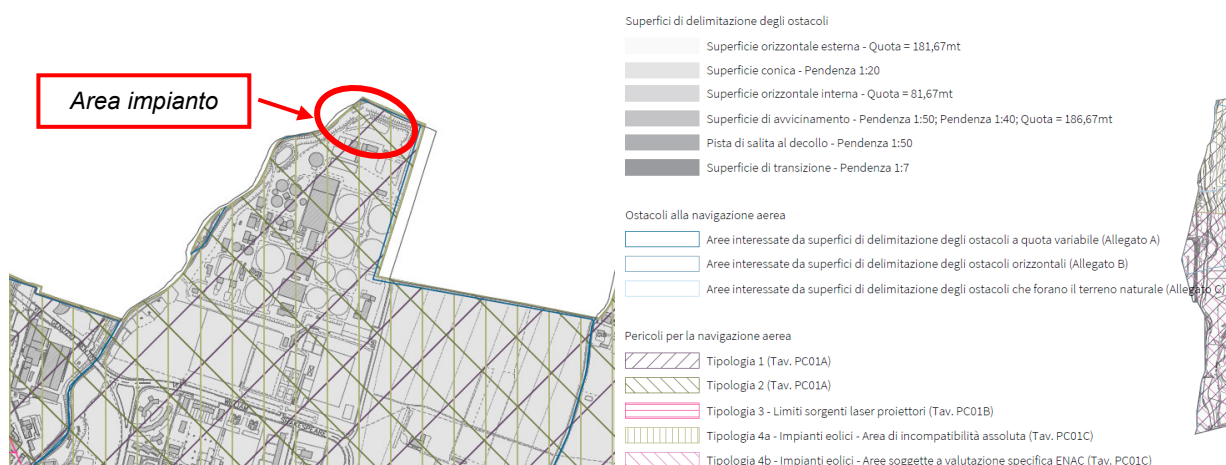 Area impianto
WILLIAM
SHAKESPEARE
Superfici di delimitazione degli ostacoli
Superficie orizzontale esterna - Quota = 181,67mt
Superficie conica - Pendenza 1:20
Superficie orizzontale interna - Quota = 81,67mt
Superficie di avvicinamento - Pendenza 1:50; Pendenza 1:40; Quota = 186,67mt
Pista di salita al decollo - Pendenza 1:50
Superficie di transizione - Pendenza 1:7
Ostacoli alla navigazione aerea
Aree interessate da superfici di delimitazione degli ostacoli a quota variabile (Allegato A)
Aree interessate da superfici di delimitazione degli ostacoli orizzontali (Allegato B)
Aree interessate da superfici di delimitazione degli ostacoli che forano il terreno naturale (Allegato C)
Pericoli per la navigazione aerea
Tipologia 1 (Tav. PC01A)
Tipologia 2 (Tav. PC01A)
Tipologia 3 - Limiti sorgenti laser proiettori (Tav. PC01B)
Tipologia 4a - Impianti eolici - Area di incompatibilità assoluta (Tav. PC01C)
Tipologia 4b - Impianti eolici - Aree soggette a valutazione specifica ENAC (Tav. PC01C)